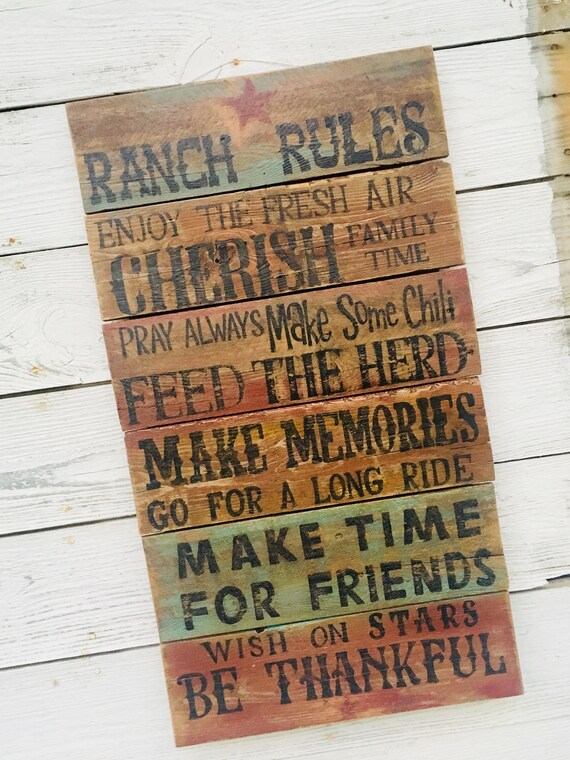 RANCH RULES
ENJOY THE FRESH AIR
CHERISH FAMILY TIME
PRAY ALWAYS Make Some Chili
FEED THE HERD
MAKE MEMORIES
GO FOR A LONG RIDE
MAKE TIME
FOR FRIENDS
WISH ON STARS
BE THANKFUL